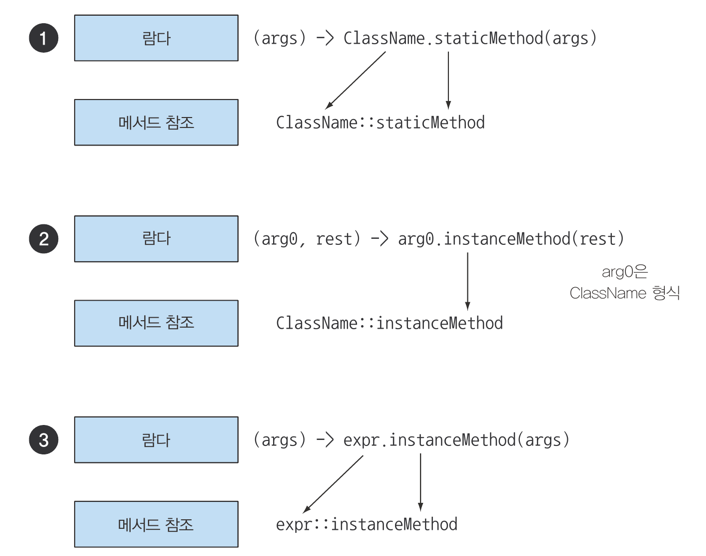 1 람다 (args) -> ClassName.staticMethod(args)
메서드 참조 ClassName::staticMethod
2 람다 (arg0, rest) -> arg0.instanceMethod(rest)
arg0은
ClassName 형식
메서드 참조 ClassName::instanceMethod
3 람다 (args) -> expr.instanceMethod(args)
메서드 참조 expr::instanceMethod